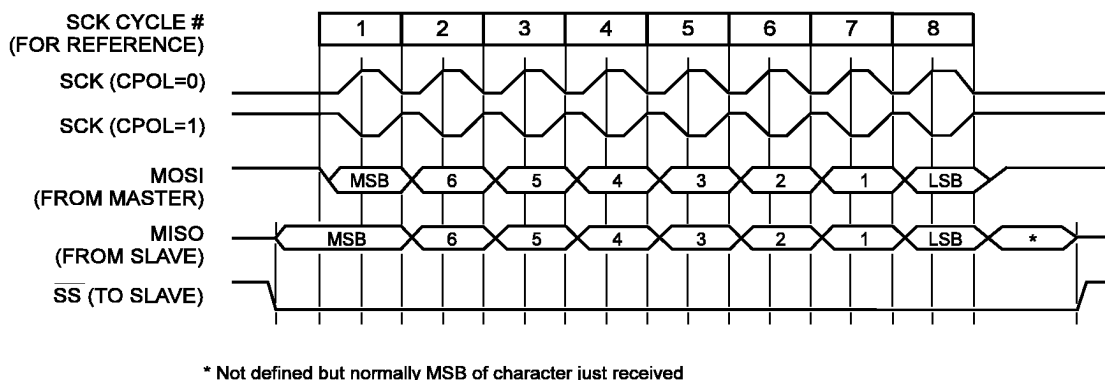 SCK CYCLE # 1 2 3 4 5 6 7 8
(FOR REFERENCE)
SCK (CPOL=0)
SCK (CPOL=1)
MOSI MSB 6 5 4 3 2 1 LSB
(FROM MASTER)
MISO MSB 6 5 4 3 2 1 LSB *
(FROM SLAVE)
SS (TO SLAVE)
* Not defined but normally MSB of character just received